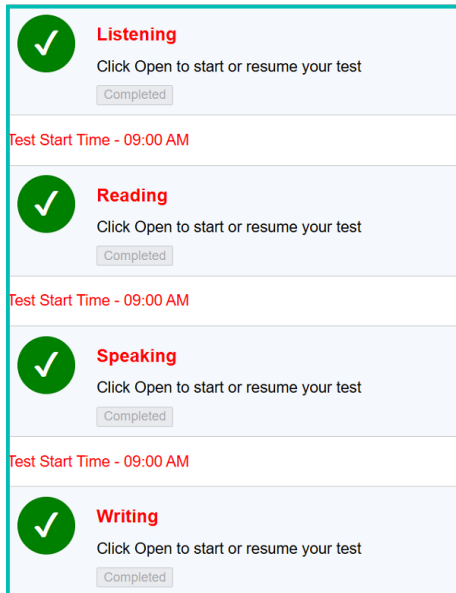 Listening
Click Open to start or resume your test
Completed
Test Start Time - 09:00 AM
Reading
Click Open to start or resume your test
Completed
Test Start Time - 09:00 AM
Speaking
Click Open to start or resume your test
Completed
Test Start Time - 09:00 AM
Writing
Click Open to start or resume your test
Completed